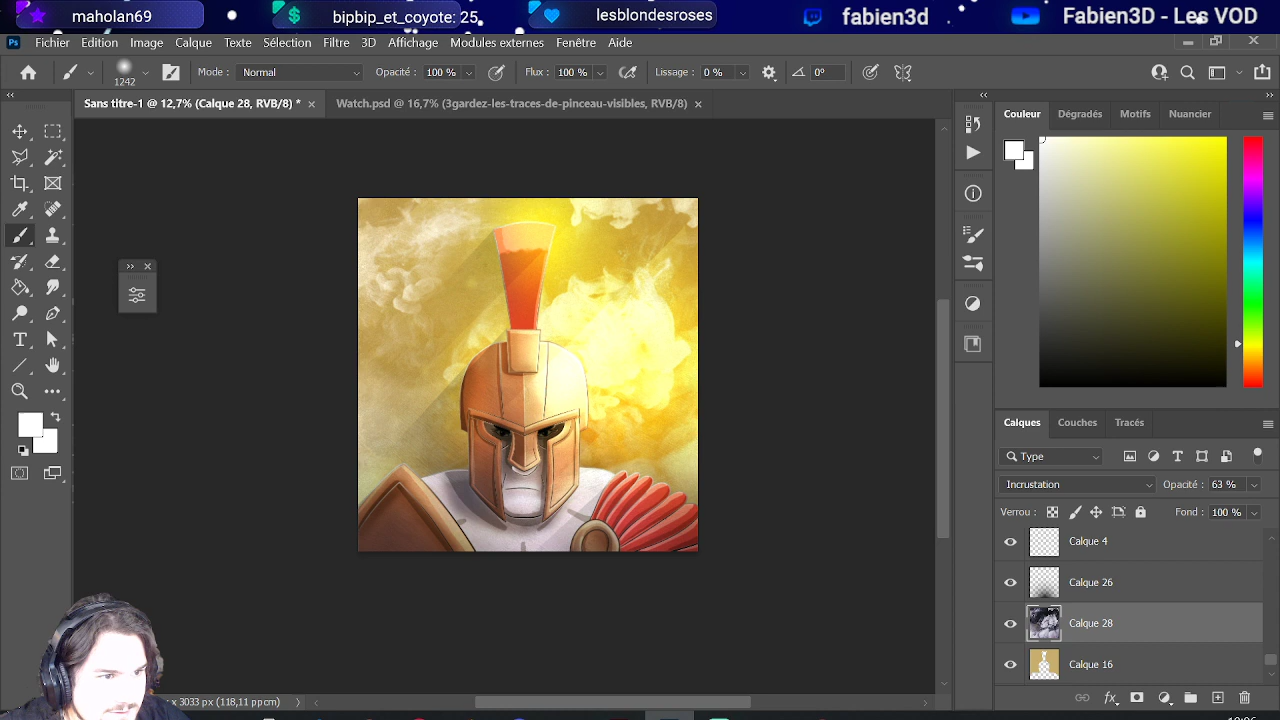 maholan69
bipbip_et_coyote: 25
lesblondesroses
fabien3d
Fabien3D - Les VOD
Ps Fichier Edition Image Calque Texte Sélection Filtre 3D Affichage Modules externes Fenêtre Aide
1242 Mode : Normal Opacité : 100 % Flux : 100 % Lissage : 0 % 0°
Sans titre-1 @ 12,7% (Calque 28, RVB/8) * Watch.psd @ 16,7% (3gardez-les-traces-de-pinceau-visibles, RVB/8)
Couleur Dégradés Motifs Nuancier
Calques Couches Tracés
Type
Incrustation Opacité : 63 %
Verrou : Fond : 100 %
Calque 4
Calque 26
Calque 28
Calque 16
x 3033 px (118,11 ppcm)